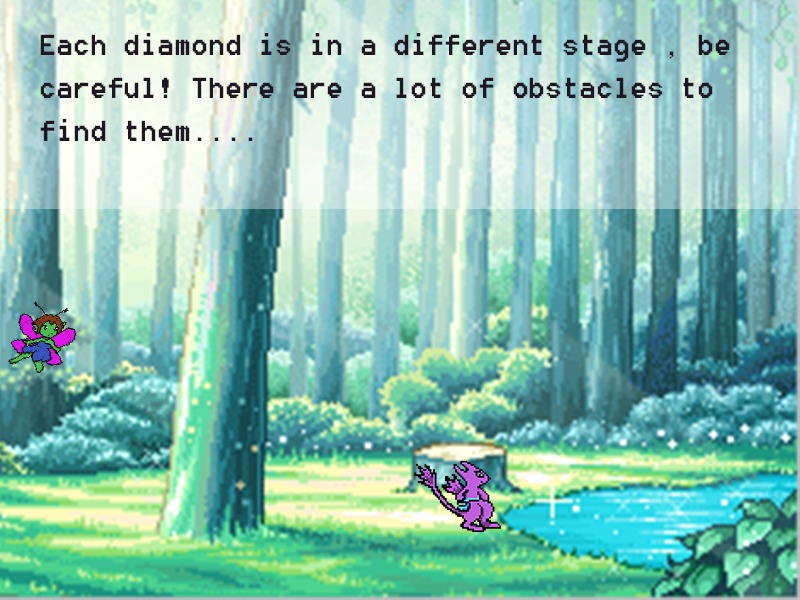 Each diamond is in a different stage , be
careful! There are a lot of obstacles to
find them....